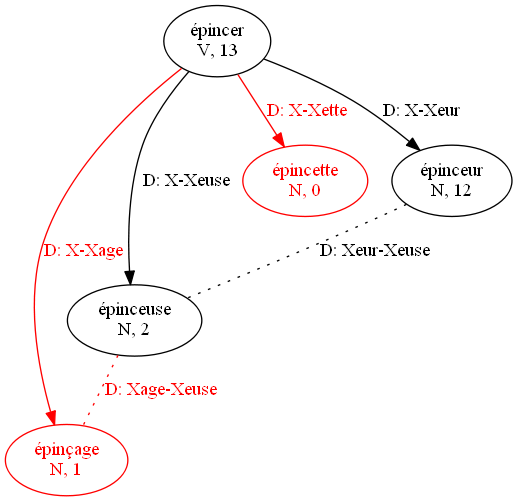 épincer
V, 13
D: X-Xette
D: X-Xeur
épincette
N, 0
épinceur
N, 12
D: X-Xeuse
D: X-Xage
D: Xeur-Xeuse
épinceuse
N, 2
D: Xage-Xeuse
épinçage
N, 1